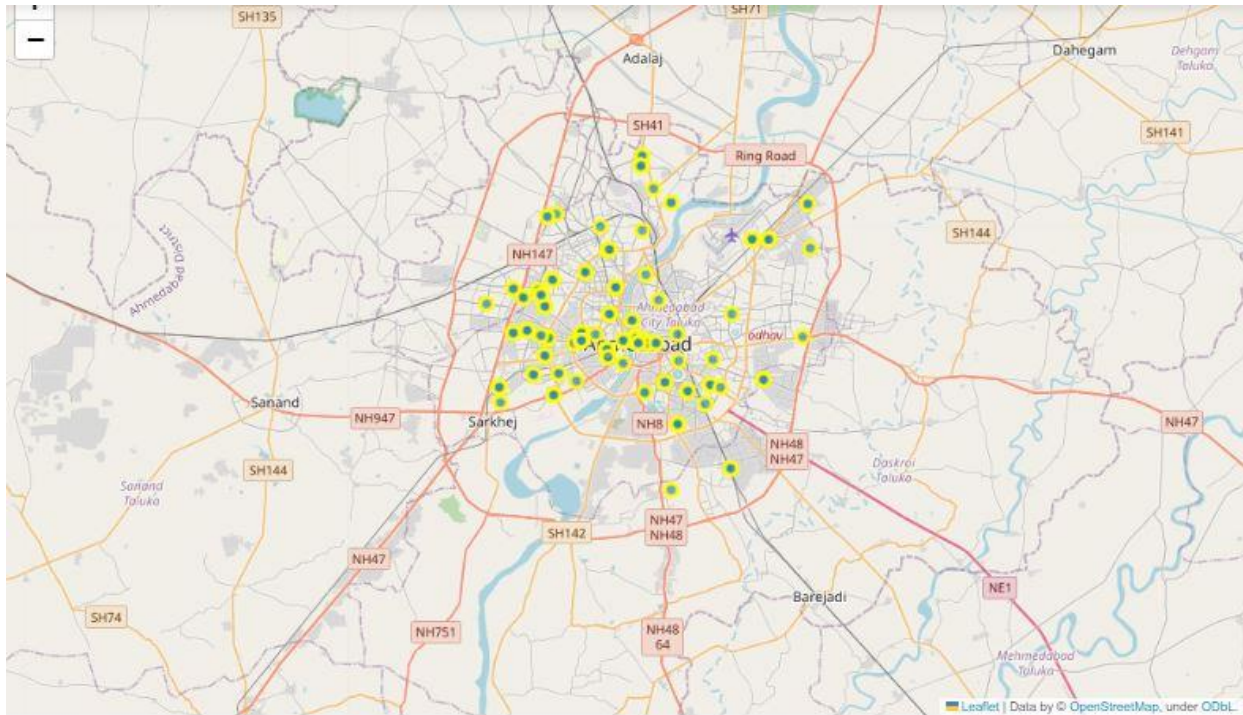 +
−
SH135
SH71
Adalaj
Dahegam
Dehgam
Taluka
SH41
SH141
Ring Road
SH144
NH147
Ahmedabad District
Ahmedabad
City Taluka
odhav
Sanand
NH947
Sarkhej
NH8
NH47
NH48
NH47
SH144
Daskroi
Taluka
Sanand
Taluka
NH47
NH48
SH142
NH47
NE1
Barejadi
SH74
NH751
NH48
64
Mehmedabad
Taluka
Leaflet | Data by © OpenStreetMap, under ODbL.